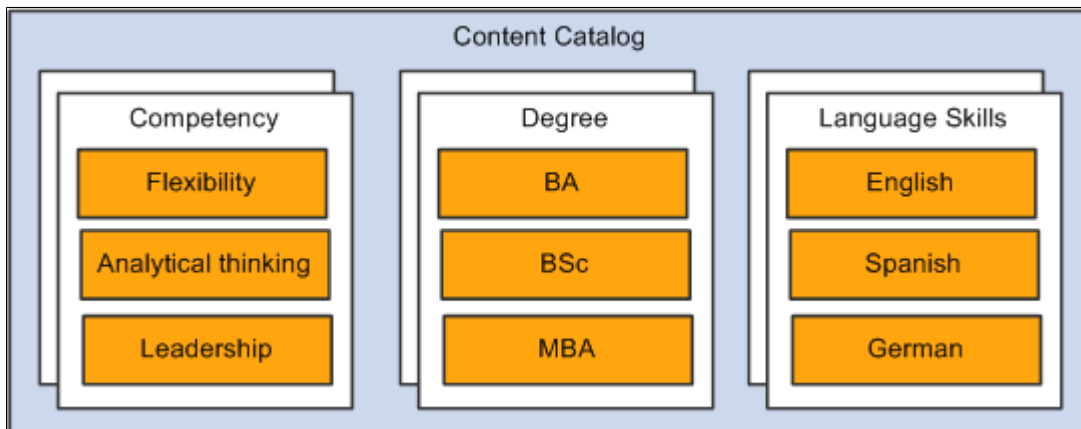 Content Catalog
Competency
Flexibility
Analytical thinking
Leadership
Degree
BA
BSc
MBA
Language Skills
English
Spanish
German